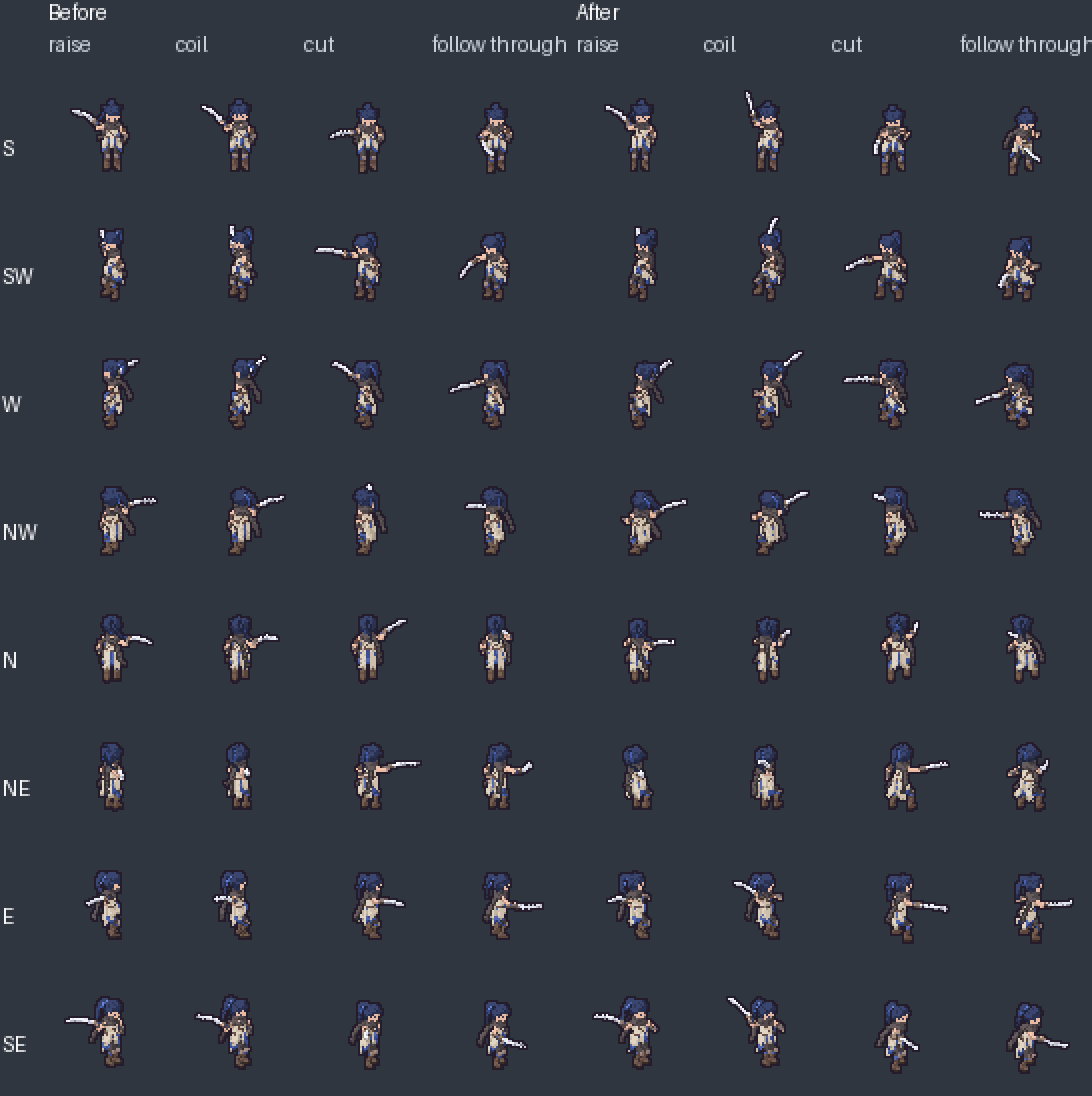 Before After
raise coil cut follow through raise coil cut follow through
S
SW
W
NW
N
NE
E
SE